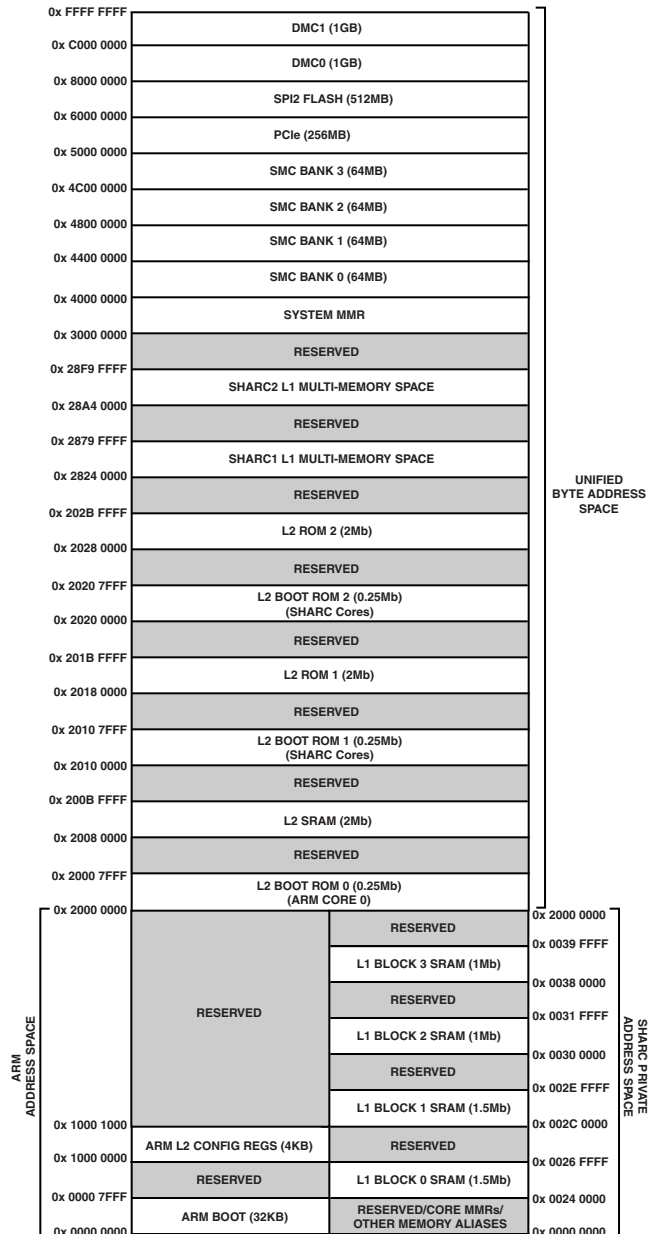 0x FFFF FFFF
DMC1 (1GB)
0x C000 0000
DMC0 (1GB)
0x 8000 0000
SPI2 FLASH (512MB)
0x 6000 0000
PCIe (256MB)
0x 5000 0000
SMC BANK 3 (64MB)
0x 4C00 0000
SMC BANK 2 (64MB)
0x 4800 0000
SMC BANK 1 (64MB)
0x 4400 0000
SMC BANK 0 (64MB)
0x 4000 0000
SYSTEM MMR
0x 3000 0000
RESERVED
0x 28F9 FFFF
SHARC2 L1 MULTI-MEMORY SPACE
0x 28A4 0000
RESERVED
0x 2879 FFFF
SHARC1 L1 MULTI-MEMORY SPACE
0x 2824 0000
RESERVED
0x 202B FFFF
L2 ROM 2 (2Mb)
0x 2028 0000
RESERVED
0x 2020 7FFF
L2 BOOT ROM 2 (0.25Mb)
(SHARC Cores)
0x 2020 0000
RESERVED
0x 201B FFFF
L2 ROM 1 (2Mb)
0x 2018 0000
RESERVED
0x 2010 7FFF
L2 BOOT ROM 1 (0.25Mb)
(SHARC Cores)
0x 2010 0000
RESERVED
0x 200B FFFF
L2 SRAM (2Mb)
0x 2008 0000
RESERVED
0x 2000 7FFF
L2 BOOT ROM 0 (0.25Mb)
(ARM CORE 0)
0x 2000 0000
UNIFIED
BYTE ADDRESS
SPACE
ARM
ADDRESS SPACE
RESERVED
0x 1000 1000
ARM L2 CONFIG REGS (4KB)
0x 1000 0000
RESERVED
0x 0000 7FFF
ARM BOOT (32KB)
0x 0000 0000
0x 2000 0000
RESERVED
0x 0039 FFFF
L1 BLOCK 3 SRAM (1Mb)
0x 0038 0000
RESERVED
0x 0031 FFFF
L1 BLOCK 2 SRAM (1Mb)
0x 0030 0000
RESERVED
0x 002E FFFF
L1 BLOCK 1 SRAM (1.5Mb)
0x 002C 0000
RESERVED
0x 0026 FFFF
L1 BLOCK 0 SRAM (1.5Mb)
0x 0024 0000
RESERVED/CORE MMRs/
OTHER MEMORY ALIASES
0x 0000 0000
SHARC PRIVATE
ADDRESS SPACE